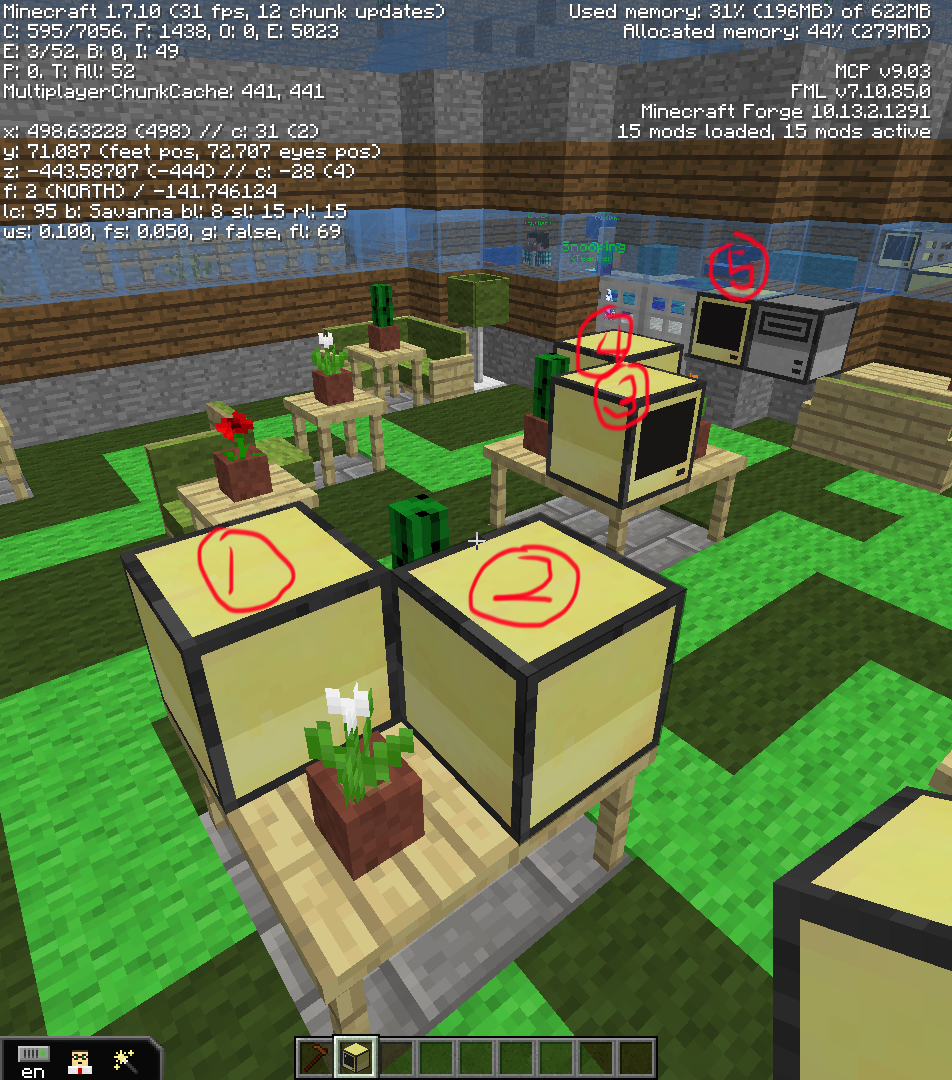 Minecraft 1.7.10 (31 fps, 12 chunk updates)
C: 595/7056. F: 1438, O: 0, E: 5023
E: 3/52. B: 0, I: 49
P: 0. T: All: 52
MultiplayerChunkCache: 441, 441
x: 498.63228 (498) // c: 31 (2)
y: 71.087 (feet pos, 72.707 eyes pos)
z: -443.58707 (-444) // c: -28 (4)
f: 2 (NORTH) / -141.746124
lc: 95 b: Savanna bl: 8 sl: 15 rl: 15
ws: 0.100, fs: 0.050, g: false, fl: 69
Used memory: 31% (196MB) of 622MB
Allocated memory: 44% (279MB)
MCP v9.03
FML v7.10.85.0
Minecraft Forge 10.13.2.1291
15 mods loaded, 15 mods active
5
4
3
1
2
en